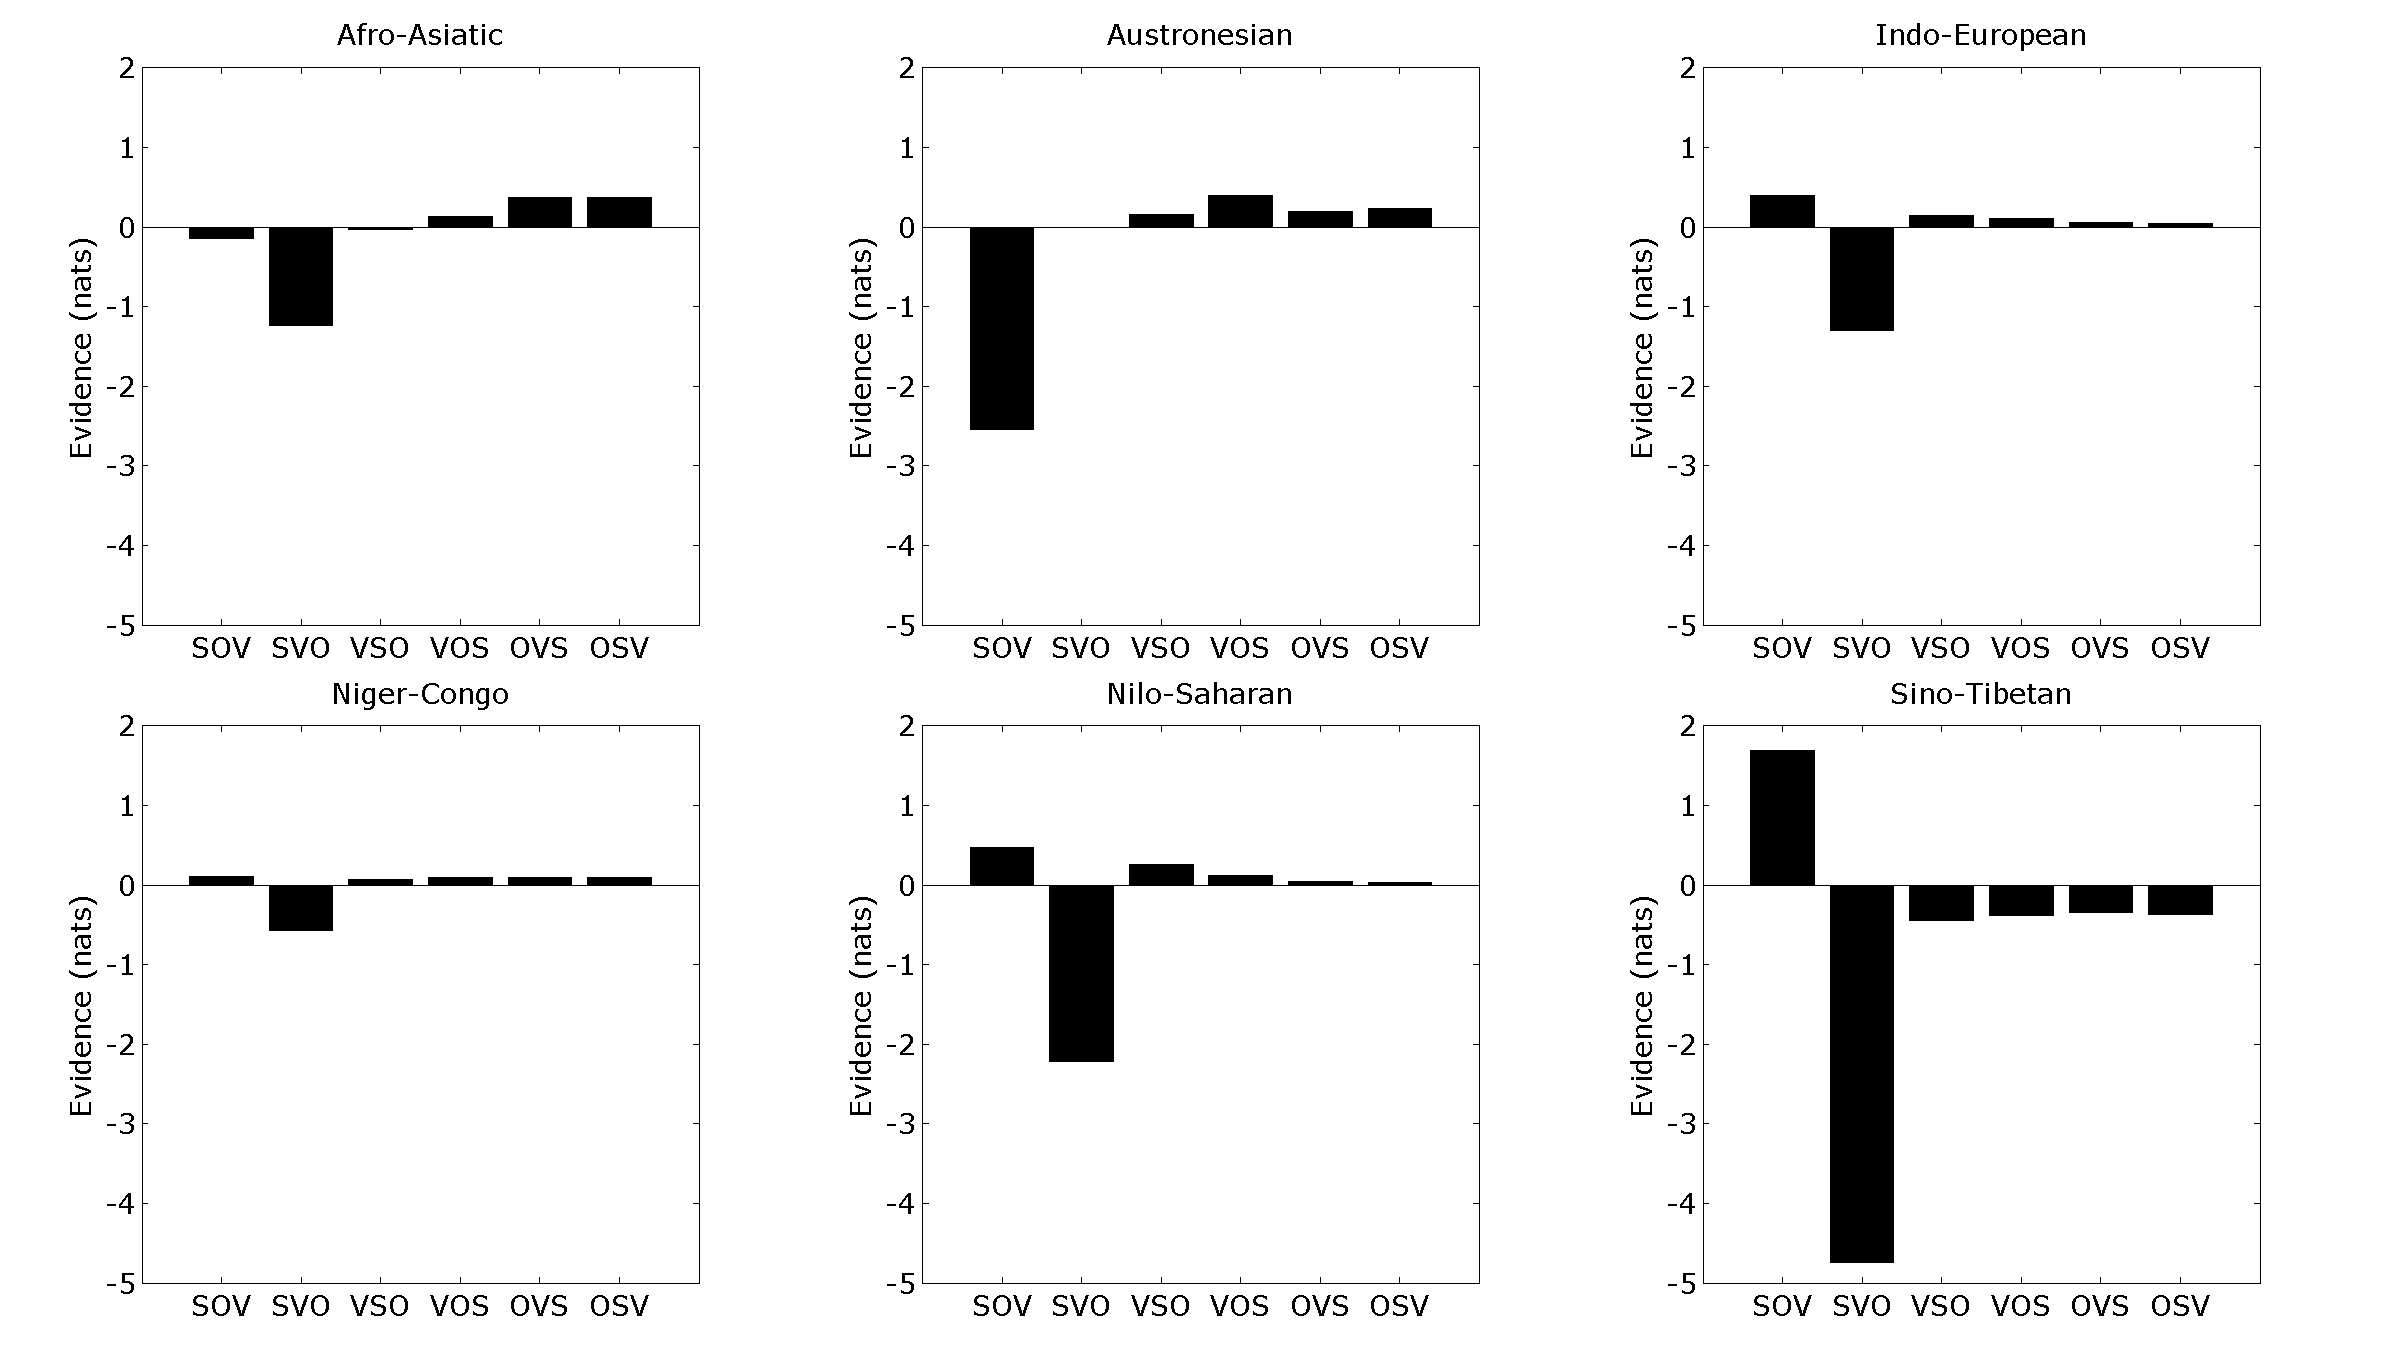 Afro-Asiatic
2
1
0
-1
-2
-3
-4
-5
Evidence (nats)
SOV SVO VSO VOS OVS OSV
Austronesian
2
1
0
-1
-2
-3
-4
-5
Evidence (nats)
SOV SVO VSO VOS OVS OSV
Indo-European
2
1
0
-1
-2
-3
-4
-5
Evidence (nats)
SOV SVO VSO VOS OVS OSV
Niger-Congo
2
1
0
-1
-2
-3
-4
-5
Evidence (nats)
SOV SVO VSO VOS OVS OSV
Nilo-Saharan
2
1
0
-1
-2
-3
-4
-5
Evidence (nats)
SOV SVO VSO VOS OVS OSV
Sino-Tibetan
2
1
0
-1
-2
-3
-4
-5
Evidence (nats)
SOV SVO VSO VOS OVS OSV